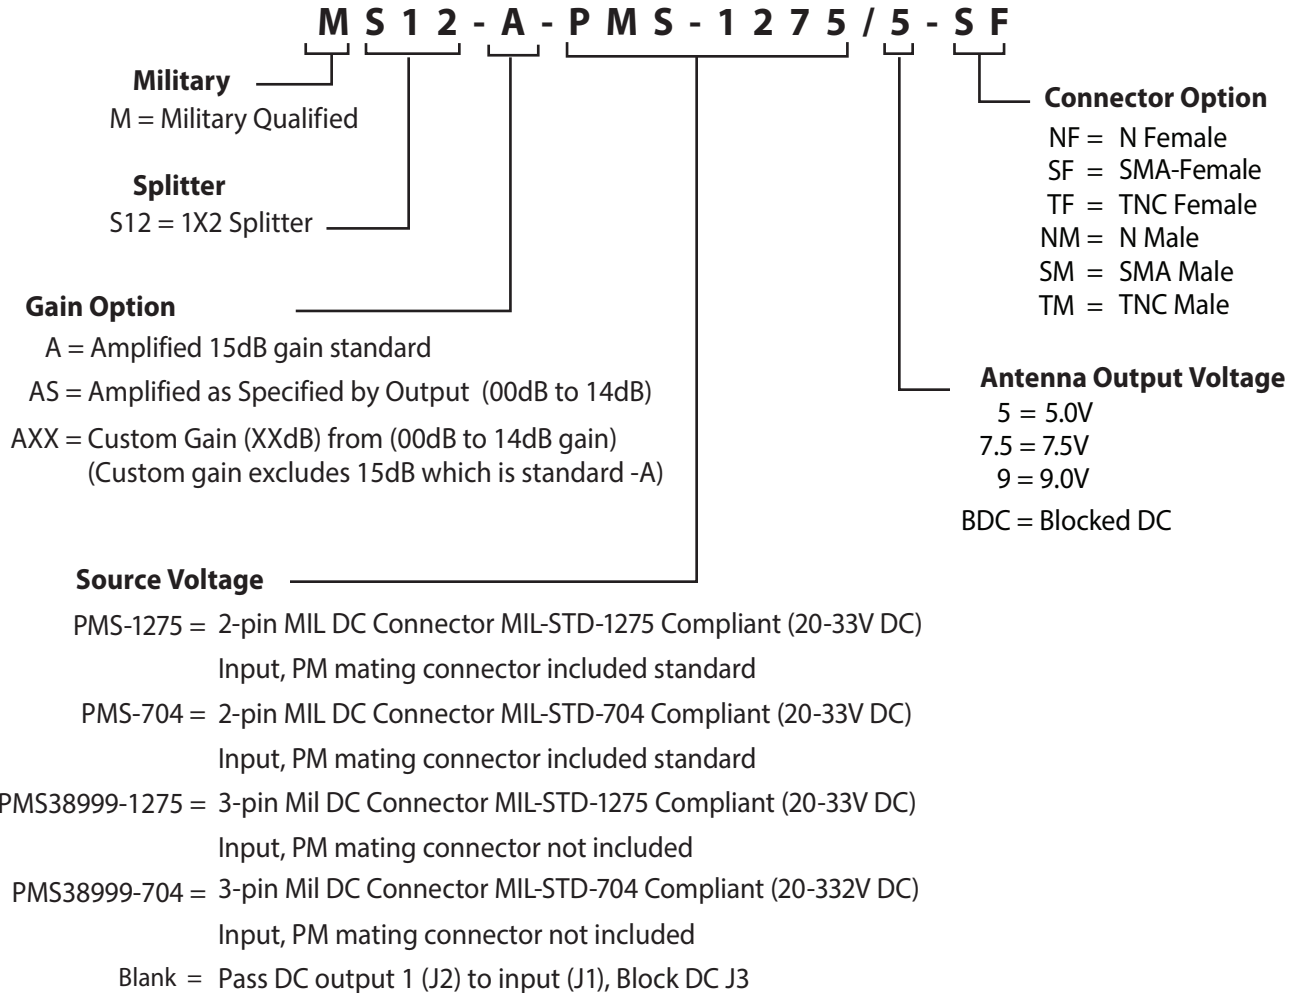 MS12-A-PMS-1275/5-SF
Military
M = Military Qualified
Splitter
S12 = 1X2 Splitter
Gain Option
A = Amplified 15dB gain standard
AS = Amplified as Specified by Output (00dB to 14dB)
AXX = Custom Gain (XXdB) from (00dB to 14dB gain)
(Custom gain excludes 15dB which is standard -A)
Connector Option
NF = N Female
SF = SMA-Female
TF = TNC Female
NM = N Male
SM = SMA Male
TM = TNC Male
Antenna Output Voltage
5 = 5.0V
7.5 = 7.5V
9 = 9.0V
BDC = Blocked DC
Source Voltage
PMS-1275 = 2-pin MIL DC Connector MIL-STD-1275 Compliant (20-33V DC)
Input, PM mating connector included standard
PMS-704 = 2-pin MIL DC Connector MIL-STD-704 Compliant (20-33V DC)
Input, PM mating connector included standard
PMS38999-1275 = 3-pin Mil DC Connector MIL-STD-1275 Compliant (20-33V DC)
Input, PM mating connector not included
PMS38999-704 = 3-pin Mil DC Connector MIL-STD-704 Compliant (20-332V DC)
Input, PM mating connector not included
Blank = Pass DC output 1 (J2) to input (J1), Block DC J3